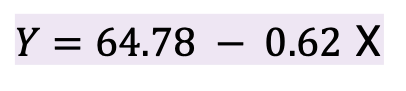 Y = 64.78 − 0.62 X